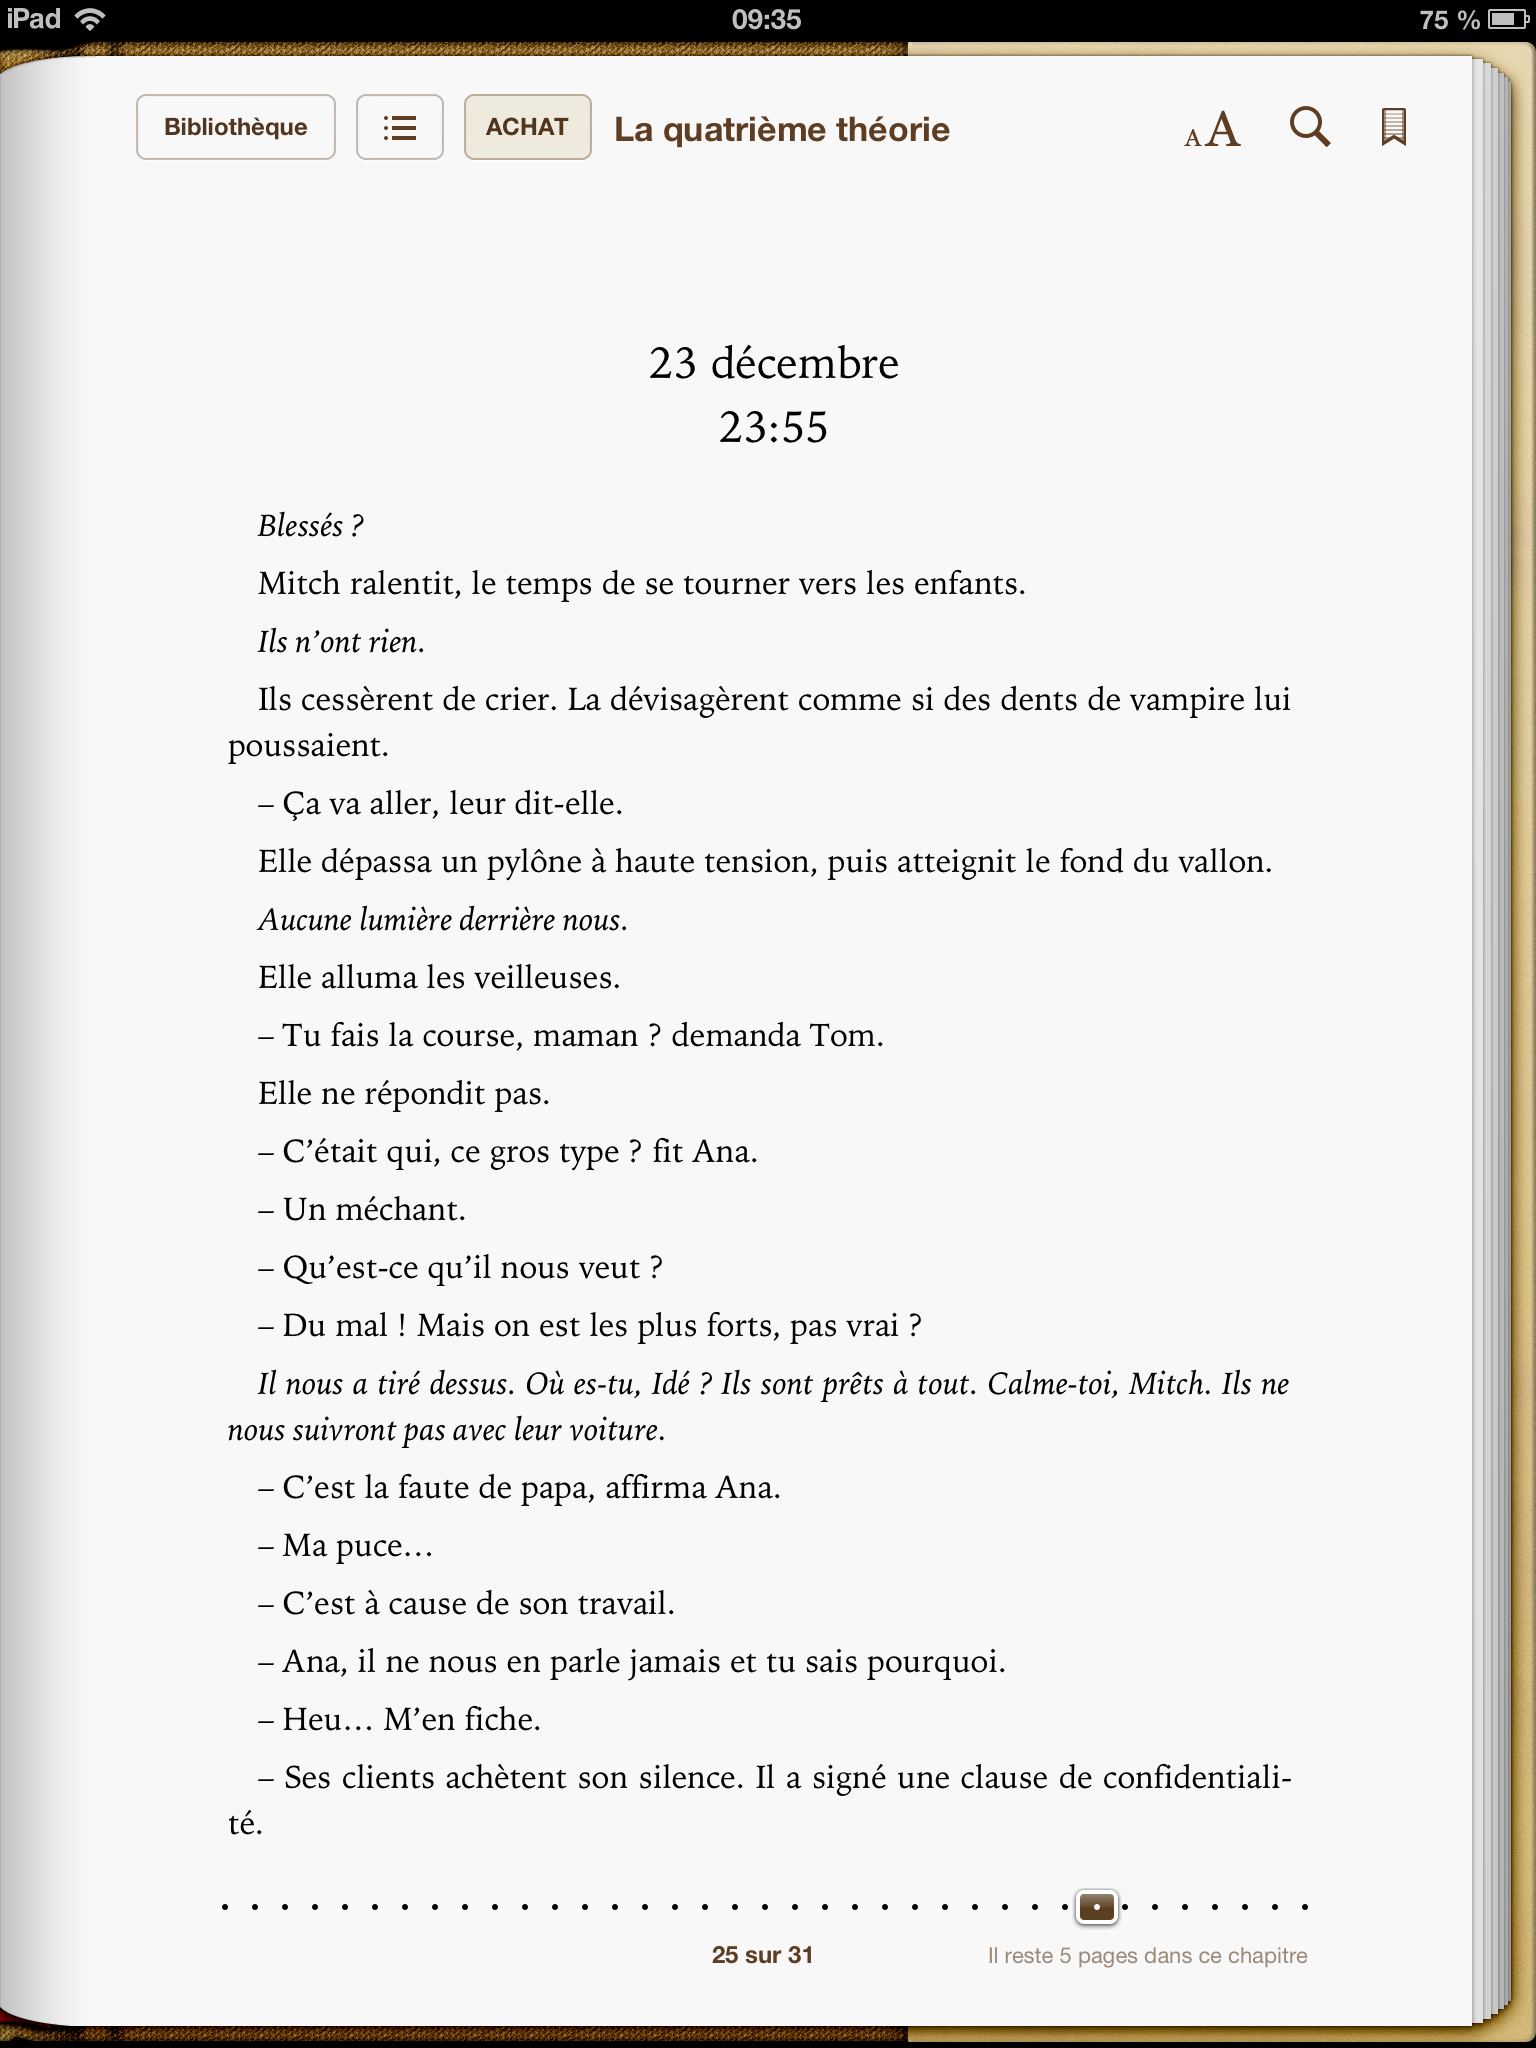 iPad 09:35 75 %
Bibliothèque ACHAT La quatrième théorie AA
23 décembre
23:55
Blessés ?
Mitch ralentit, le temps de se tourner vers les enfants.
Ils n’ont rien.
Ils cessèrent de crier. La dévisagèrent comme si des dents de vampire lui
poussaient.
– Ça va aller, leur dit-elle.
Elle dépassa un pylône à haute tension, puis atteignit le fond du vallon.
Aucune lumière derrière nous.
Elle alluma les veilleuses.
– Tu fais la course, maman ? demanda Tom.
Elle ne répondit pas.
– C’était qui, ce gros type ? fit Ana.
– Un méchant.
– Qu’est-ce qu’il nous veut ?
– Du mal ! Mais on est les plus forts, pas vrai ?
Il nous a tiré dessus. Où es-tu, Idé ? Ils sont prêts à tout. Calme-toi, Mitch. Ils ne
nous suivront pas avec leur voiture.
– C’est la faute de papa, affirma Ana.
– Ma puce…
– C’est à cause de son travail.
– Ana, il ne nous en parle jamais et tu sais pourquoi.
– Heu… M’en fiche.
– Ses clients achètent son silence. Il a signé une clause de confidentiali-
té.
25 sur 31 Il reste 5 pages dans ce chapitre